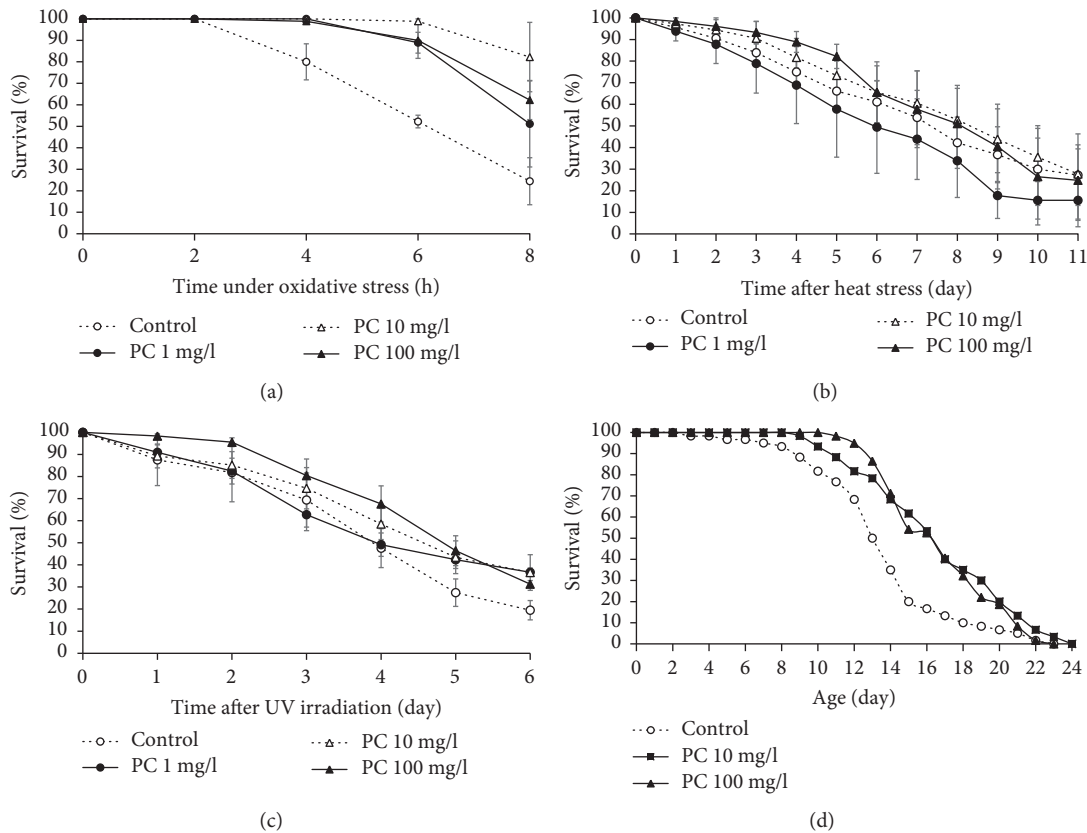 100
90
80
70
60
50
40
30
20
10
0
Survival (%)
0 2 4 6 8
Time under oxidative stress (h)
Control PC 10 mg/l
PC 1 mg/l PC 100 mg/l
(a)
100
90
80
70
60
50
40
30
20
10
0
Survival (%)
0 1 2 3 4 5 6 7 8 9 10 11
Time after heat stress (day)
Control PC 10 mg/l
PC 1 mg/l PC 100 mg/l
(b)
100
90
80
70
60
50
40
30
20
10
0
Survival (%)
0 1 2 3 4 5 6
Time after UV irradiation (day)
Control PC 10 mg/l
PC 1 mg/l PC 100 mg/l
(c)
100
90
80
70
60
50
40
30
20
10
0
Survival (%)
0 2 4 6 8 10 12 14 16 18 20 22 24
Age (day)
Control
PC 10 mg/l
PC 100 mg/l
(d)